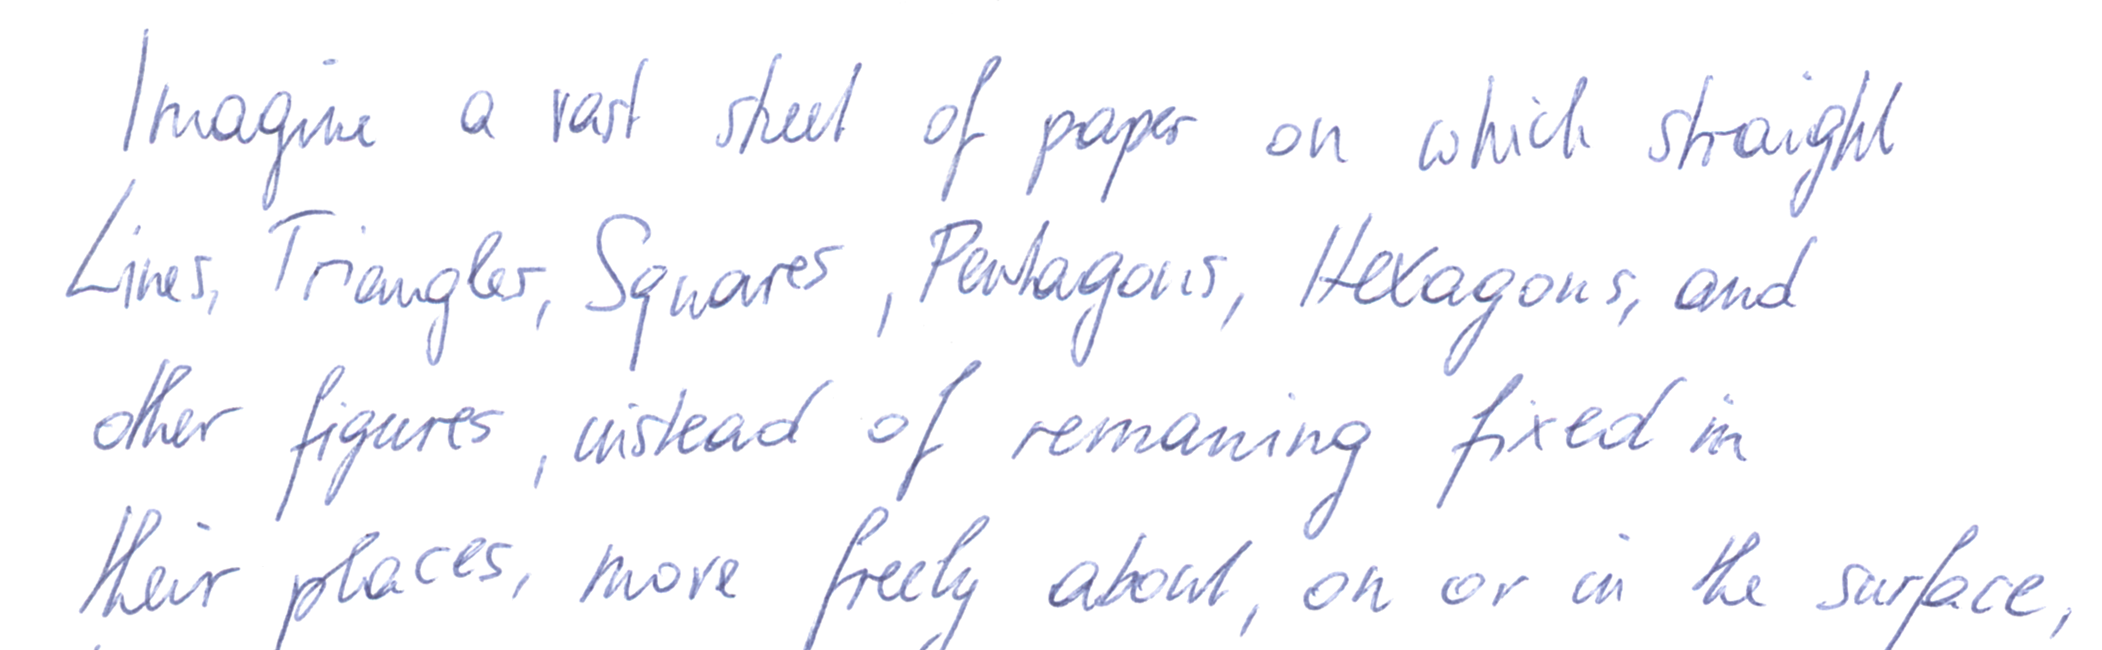 Imagine a vast sheet of paper on which straight
Lines, Triangles, Squares, Pentagons, Hexagons, and
other figures, instead of remaning fixed in
their places, move freely about, on or in the surface,